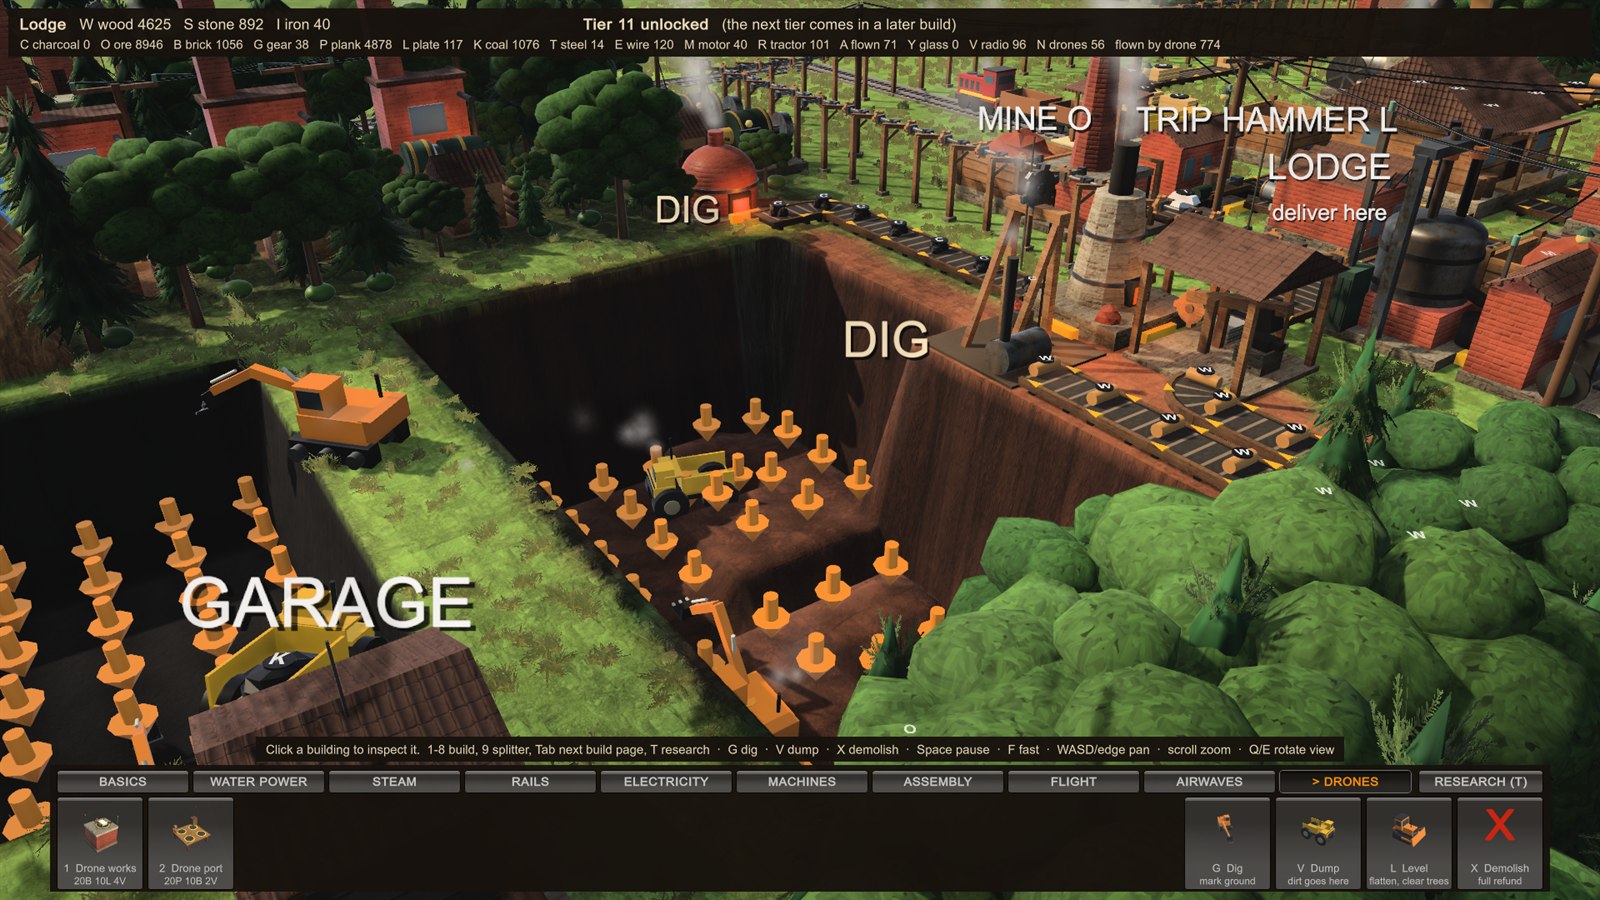 Lodge W wood 4625 S stone 892 I iron 40
Tier 11 unlocked (the next tier comes in a later build)
C charcoal 0 O ore 8946 B brick 1056 G gear 38 P plank 4878 L plate 117 K coal 1076 T steel 14 E wire 120 M motor 40 R tractor 101 A flown 71 Y glass 0 V radio 96 N drones 56 flown by drone 774
MINE O
TRIP HAMMER L
LODGE
deliver here
DIG
DIG
GARAGE
K
W
W
W
W
W
W
W
W
W
W
W
O
Click a building to inspect it. 1-8 build, 9 splitter, Tab next build page, T research · G dig · V dump · X demolish · Space pause · F fast · WASD/edge pan · scroll zoom · Q/E rotate view
BASICS
WATER POWER
STEAM
RAILS
ELECTRICITY
MACHINES
ASSEMBLY
FLIGHT
AIRWAVES
> DRONES
RESEARCH (T)
1 Drone works
20B 10L 4V
2 Drone port
20P 10B 2V
G Dig
mark ground
V Dump
dirt goes here
L Level
flatten, clear trees
X Demolish
full refund